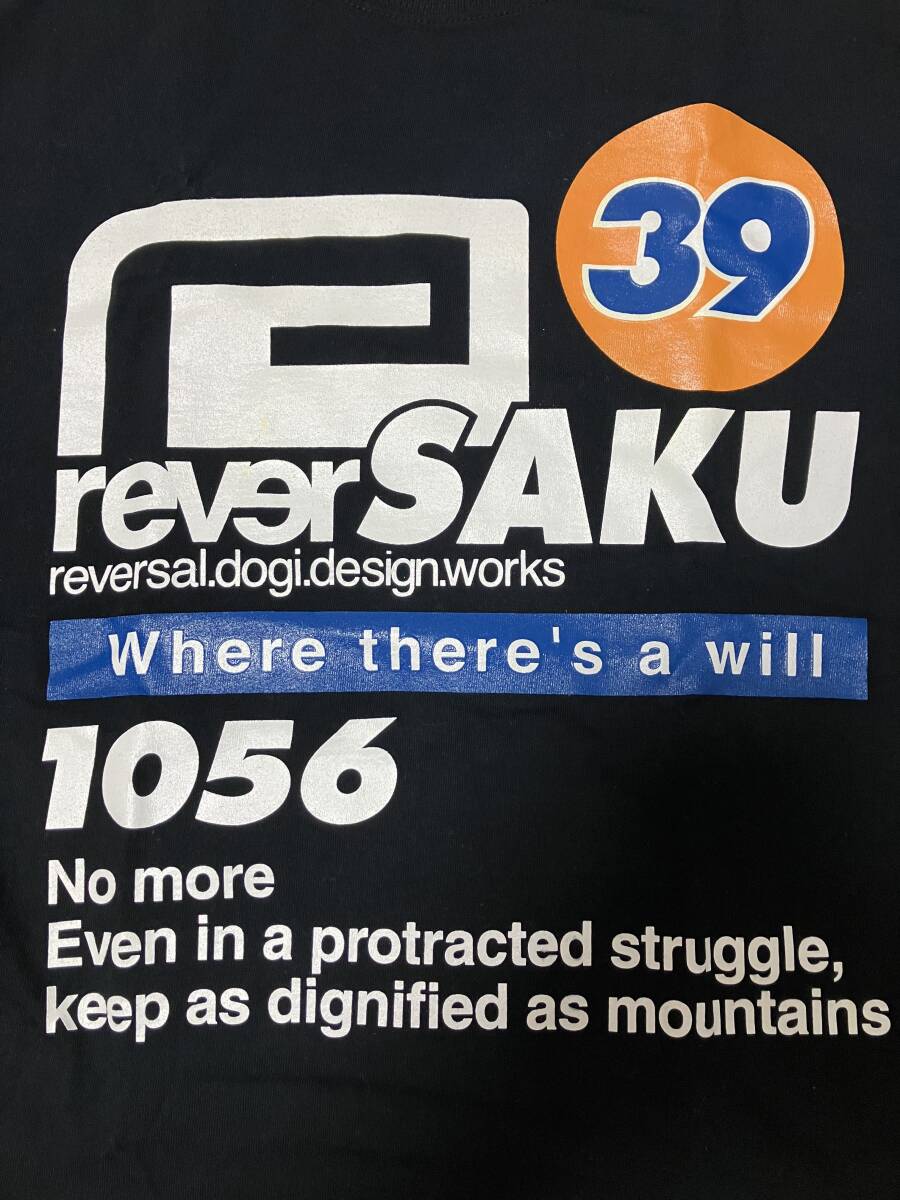 39
reverSAKU
reversal.dogi.design.works
Where there's a will
1056
No more
Even in a protracted struggle,
keep as dignified as mountains